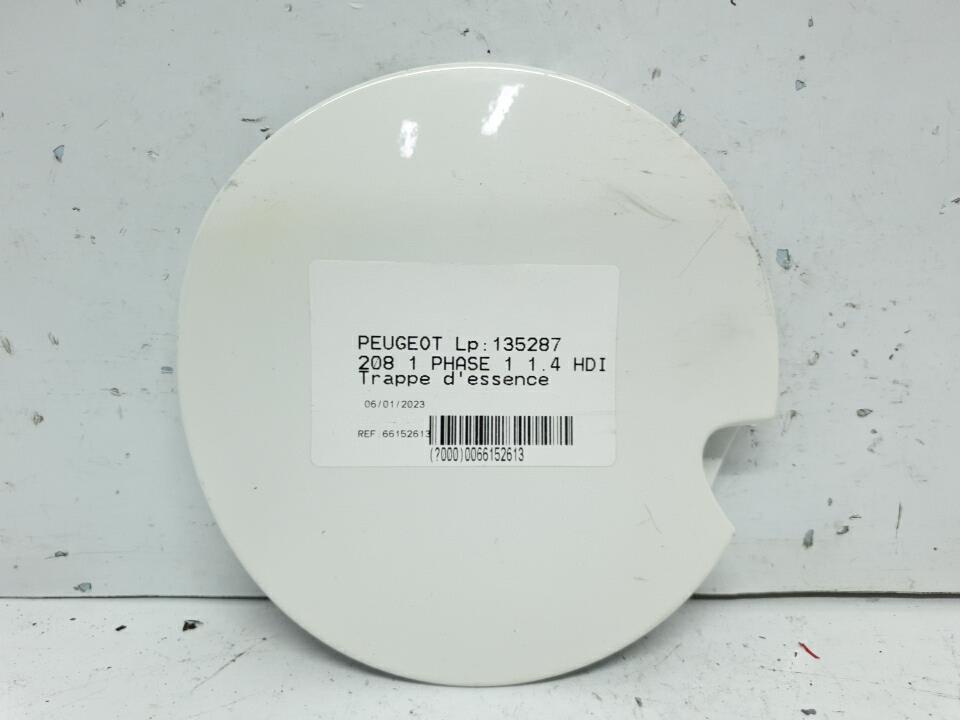 PEUGEOT Lp:135287
208 1 PHASE 1 1.4 HDI
Trappe d'essence
06/01/2023
REF:66152613
(?000)0066152613